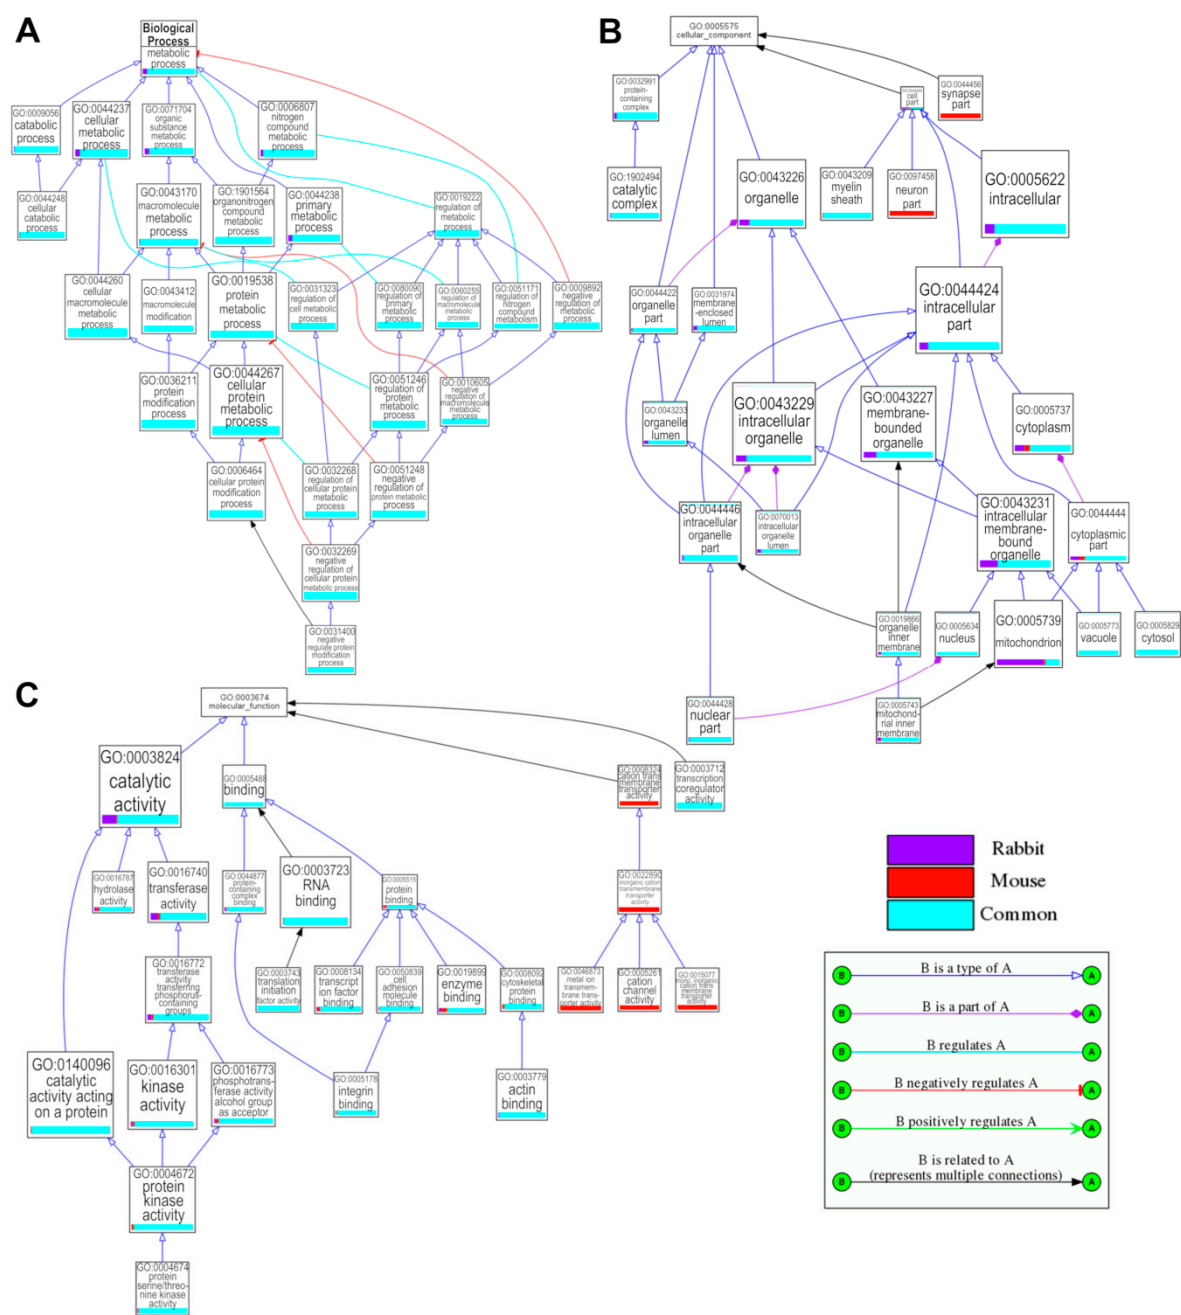 A
Biological
Process
metabolic
process
GO:0009056
catabolic
process
GO:0044237
cellular
metabolic
process
GO:0071704
organic
substance
metabolic
process
GO:0006807
nitrogen
compound
metabolic
process
GO:0044248
cellular
catabolic
process
GO:0043170
macromolecule
metabolic
process
GO:1901564
organonitrogen
compound
metabolic
process
GO:0044238
primary
metabolic
process
GO:0019222
regulation of
metabolic
process
GO:0044260
cellular
macromolecule
metabolic
process
GO:0043412
macromolecule
modification
GO:0019538
protein
metabolic
process
GO:0031323
regulation of
cell metabolic
process
GO:0080090
regulation of
primary
metabolic
process
GO:0060255
regulation of
macromolecule
metabolic
process
GO:0051171
regulation of
nitrogen
compound
metabolism
GO:0009892
negative
regulation of
metabolic
process
GO:0036211
protein
modification
process
GO:0044267
cellular
protein
metabolic
process
GO:0051246
regulation of
protein
metabolic
process
GO:0010605
negative
regulation of
macromolecule
metabolic
process
GO:0006464
cellular protein
modification
process
GO:0032268
regulation of
cellular protein
metabolic
process
GO:0051248
negative
regulation of
protein metabolic
process
GO:0032269
negative
regulation of
cellular protein
metabolic process
GO:0031400
negative
regulate protein
modification
process
B
GO:0005575
cellular_component
GO:0032991
protein-
containing
complex
cell
part
GO:0044456
synapse
part
GO:1902494
catalytic
complex
GO:0043226
organelle
GO:0043209
myelin
sheath
GO:0097458
neuron
part
GO:0005622
intracellular
GO:0044422
organelle
part
GO:0031974
membrane-
enclosed
lumen
GO:0044424
intracellular
part
GO:0043233
organelle
lumen
GO:0043229
intracellular
organelle
GO:0043227
membrane-
bounded
organelle
GO:0005737
cytoplasm
GO:0044446
intracellular
organelle
part
GO:0070013
intracellular
organelle
lumen
GO:0043231
intracellular
membrane-
bound
organelle
GO:0044444
cytoplasmic
part
GO:0019866
organelle
inner
membrane
GO:0005634
nucleus
GO:0005739
mitochondrion
GO:0005773
vacuole
GO:0005829
cytosol
GO:0044428
nuclear
part
GO:0005743
mitochond-
rial inner
membrane
C
GO:0003674
molecular_function
GO:0003824
catalytic
activity
GO:0005488
binding
GO:0008324
cation trans
membrane
transporter
activity
GO:0003712
transcription
coregulator
activity
GO:0016787
hydrolase
activity
GO:0016740
transferase
activity
GO:0044877
protein-
containing
complex
binding
GO:0003723
RNA
binding
GO:0005515
protein
binding
GO:0022890
inorganic cation
transmembrane
transporter
activity
GO:0016772
transferase
activity
transferring
phosphorus-
containing
groups
GO:0003743
translation
initiation
factor activity
GO:0008134
transcript
ion factor
binding
GO:0050839
cell
adhesion
molecule
binding
GO:0019899
enzyme
binding
GO:0008092
cytoskeletal
protein
binding
GO:0046873
metal ion
transmem-
brane trans-
porter activity
GO:0005261
cation
channel
activity
GO:0015077
mono. inorganic
cation trans
membrane
transporter activity
GO:0140096
catalytic
activity acting
on a protein
GO:0016301
kinase
activity
GO:0016773
phosphotrans-
ferase activity
alcohol group
as acceptor
GO:0005178
integrin
binding
GO:0003779
actin
binding
GO:0004672
protein
kinase
activity
GO:0004674
protein
serine/threo-
nine kinase
activity
Rabbit
Mouse
Common
B B is a type of A A
B B is a part of A A
B B regulates A A
B B negatively regulates A A
B B positively regulates A A
B B is related to A A
(represents multiple connections)